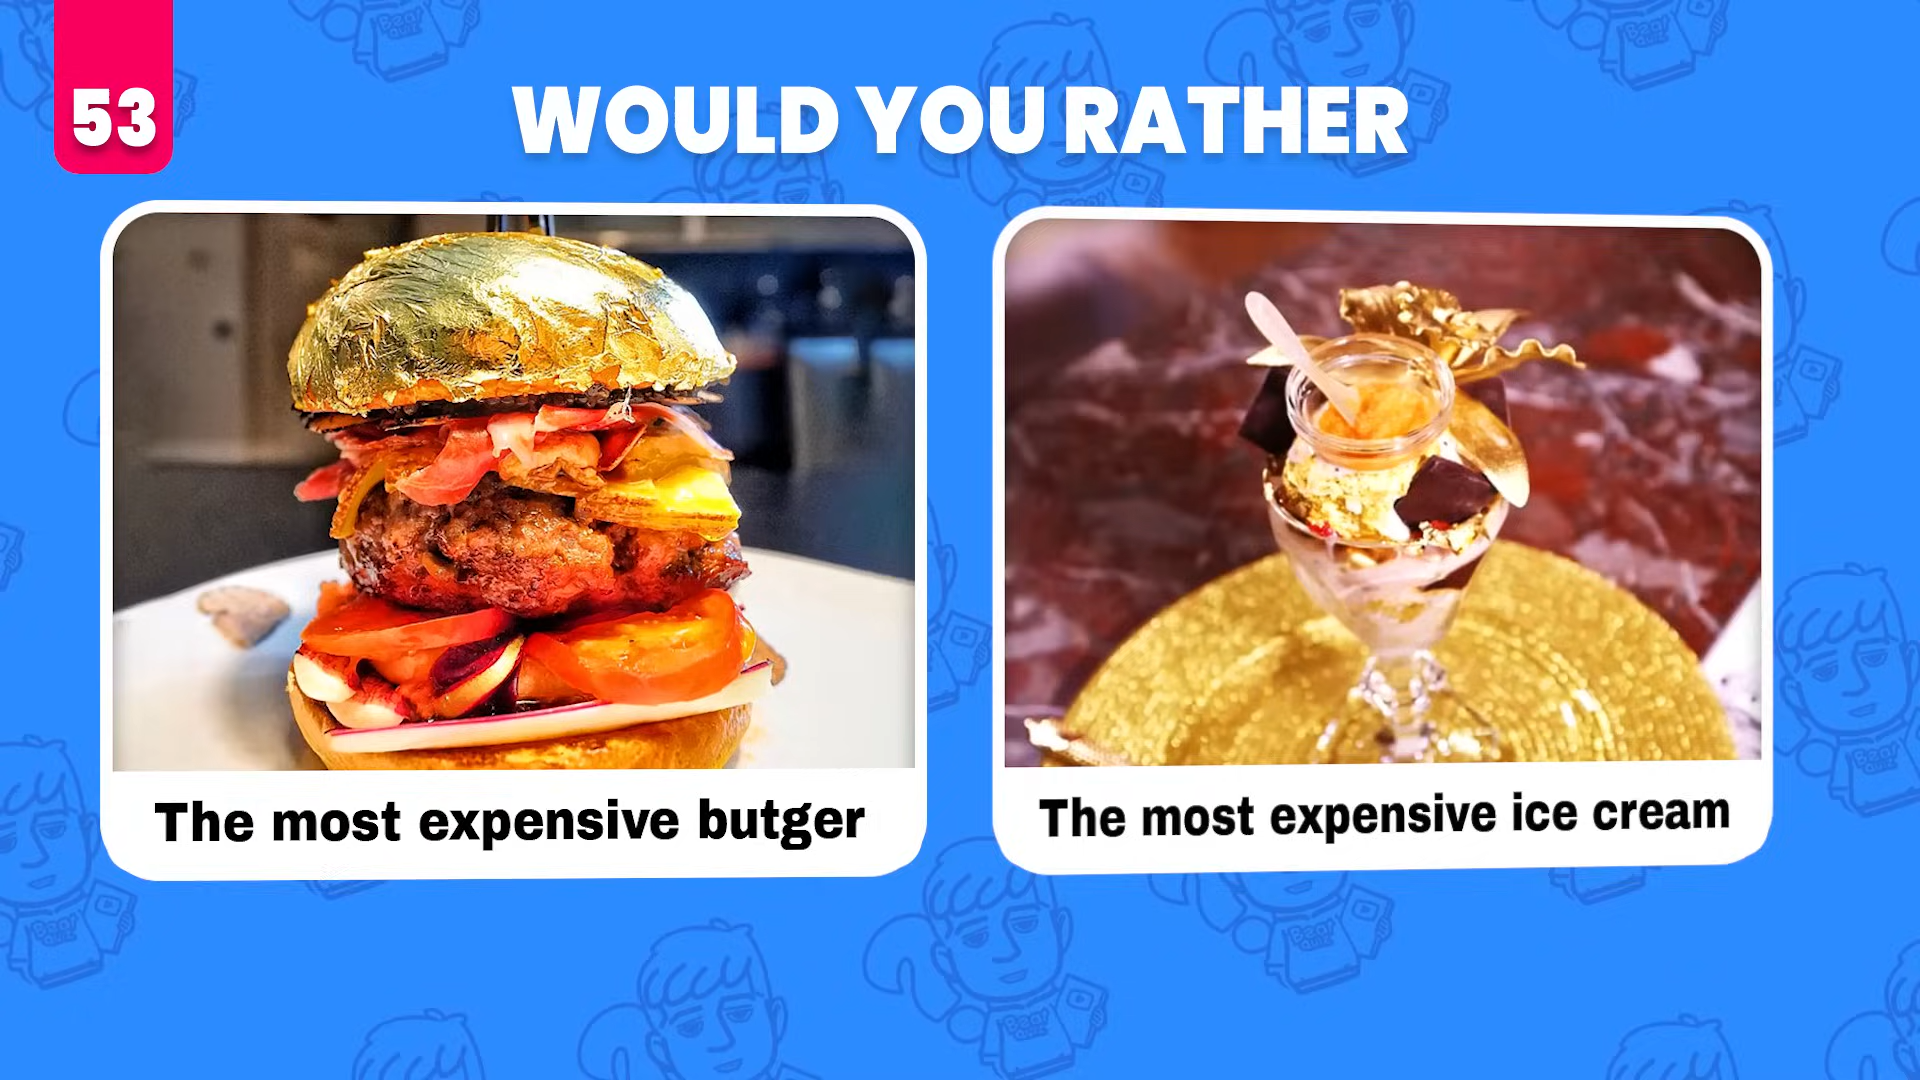 53
WOULD YOU RATHER
The most expensive butger
The most expensive ice cream